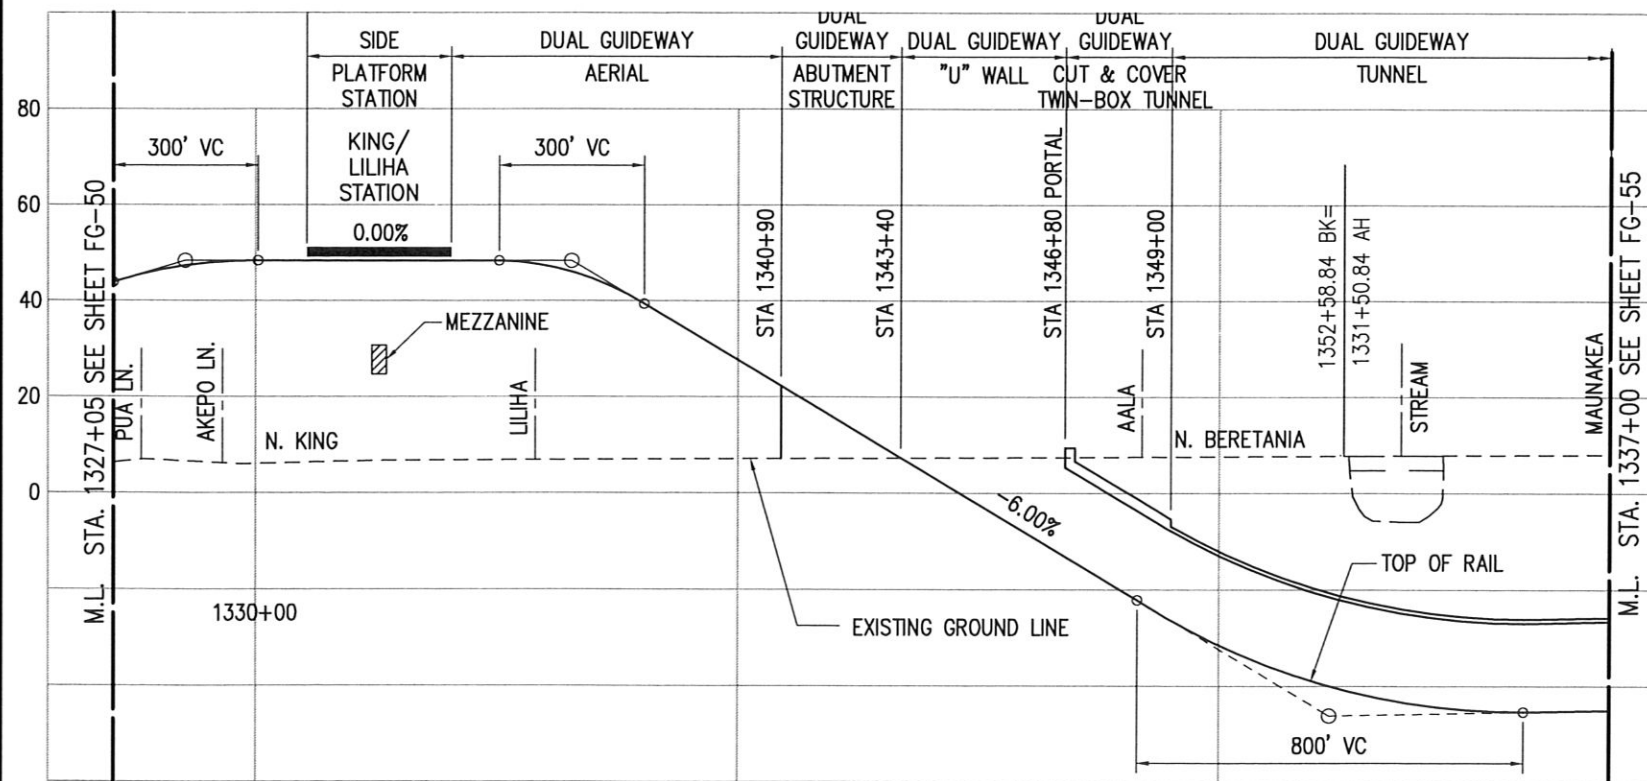 SIDE
PLATFORM
STATION
DUAL GUIDEWAY
AERIAL
DUAL
GUIDEWAY
ABUTMENT
STRUCTURE
DUAL GUIDEWAY
"U" WALL
DUAL
GUIDEWAY
CUT & COVER
TWIN-BOX TUNNEL
DUAL GUIDEWAY
TUNNEL
80
60
40
20
0
300' VC
KING/
LILIHA
STATION
0.00%
300' VC
M.L. STA. 1327+05 SEE SHEET FG-50
PUA LN.
AKEPO LN.
N. KING
MEZZANINE
LILIHA
STA 1340+90
STA 1343+40
STA 1346+80 PORTAL
STA 1349+00
AALA
N. BERETANIA
1352+58.84 BK=
1331+50.84 AH
STREAM
MAUNAKEA
M.L. STA. 1337+00 SEE SHEET FG-55
-6.00%
TOP OF RAIL
1330+00
EXISTING GROUND LINE
800' VC